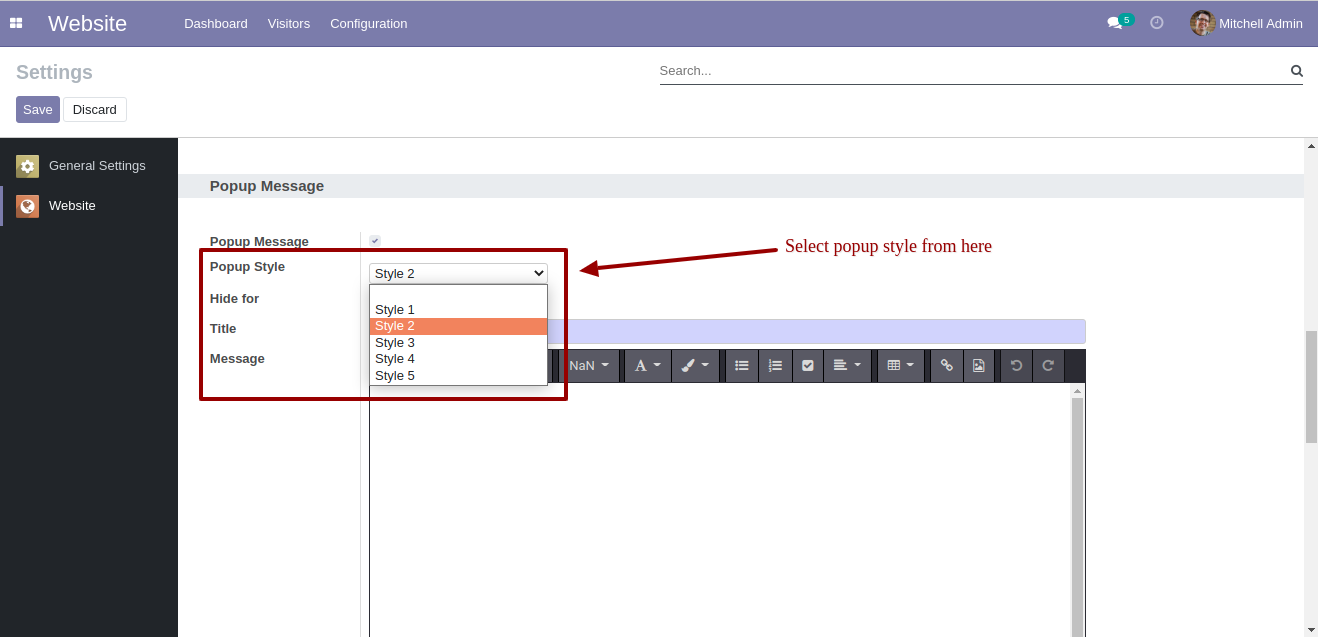 Website Dashboard Visitors Configuration 5 Mitchell Admin
Settings Search...
Save Discard
General Settings
Website
Popup Message
Popup Message
Popup Style Style 2
Select popup style from here
Hide for
Title
Message
Style 1
Style 2
Style 3
Style 4
Style 5
NaN A